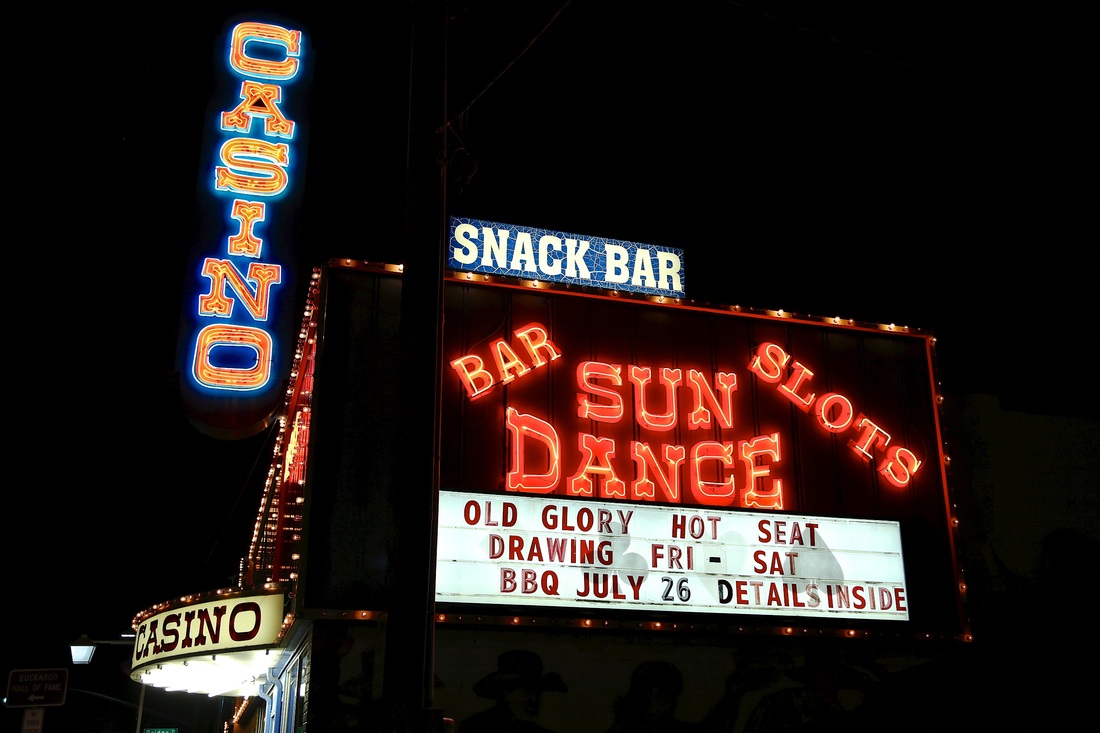 CASINO
SNACK BAR
BAR
SLOTS
SUN
DANCE
OLD GLORY HOT SEAT
DRAWING FRI - SAT
BBQ JULY 26 DETAILS INSIDE
CASINO
BUCKAROO
HALL OF FAME